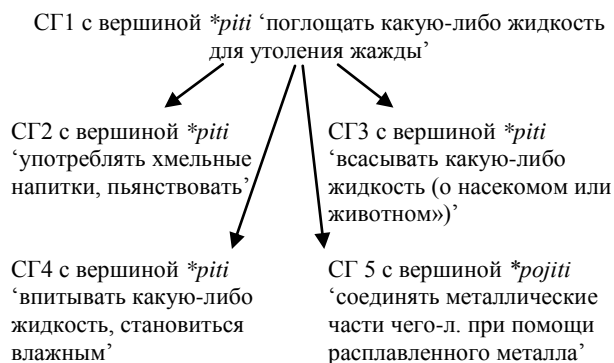 СГ1 с вершиной *piti ‘поглощать какую-либо жидкость
для утоления жажды’
СГ2 с вершиной *piti
‘употреблять хмельные
напитки, пьянствовать’
СГ3 с вершиной *piti
‘всасывать какую-либо
жидкость (о насекомом или
животном»)’
СГ4 с вершиной *piti
‘впитывать какую-либо
жидкость, становиться
влажным’
СГ 5 с вершиной *pojiti
‘соединять металлические
части чего-л. при помощи
расплавленного металла’